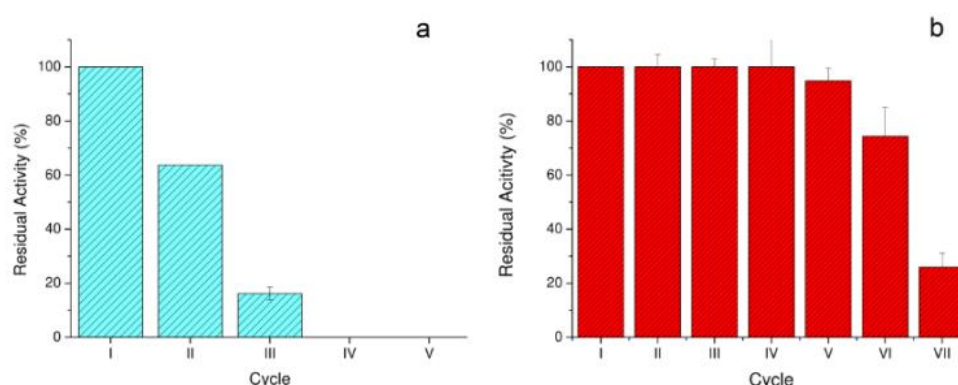 a
100
80
60
40
20
0
Residual Activity (%)
I II III IV V
Cycle
b
100
80
60
40
20
0
Residual Acitivty (%)
I II III IV V VI VII
Cycle